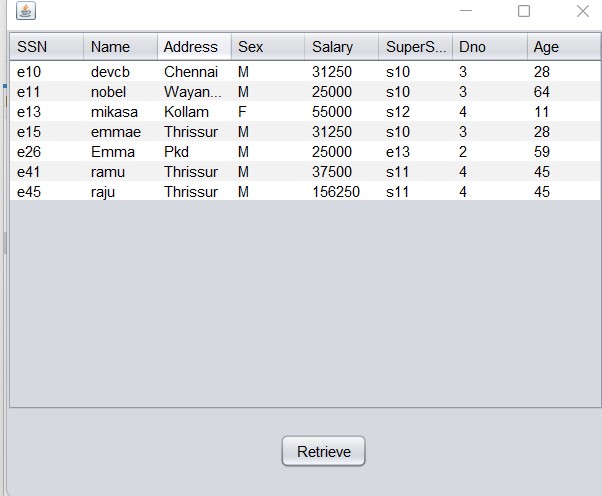 SSN Name Address Sex Salary SuperS... Dno Age
e10 devcb Chennai M 31250 s10 3 28
e11 nobel Wayan... M 25000 s10 3 64
e13 mikasa Kollam F 55000 s12 4 11
e15 emmae Thrissur M 31250 s10 3 28
e26 Emma Pkd M 25000 e13 2 59
e41 ramu Thrissur M 37500 s11 4 45
e45 raju Thrissur M 156250 s11 4 45
Retrieve